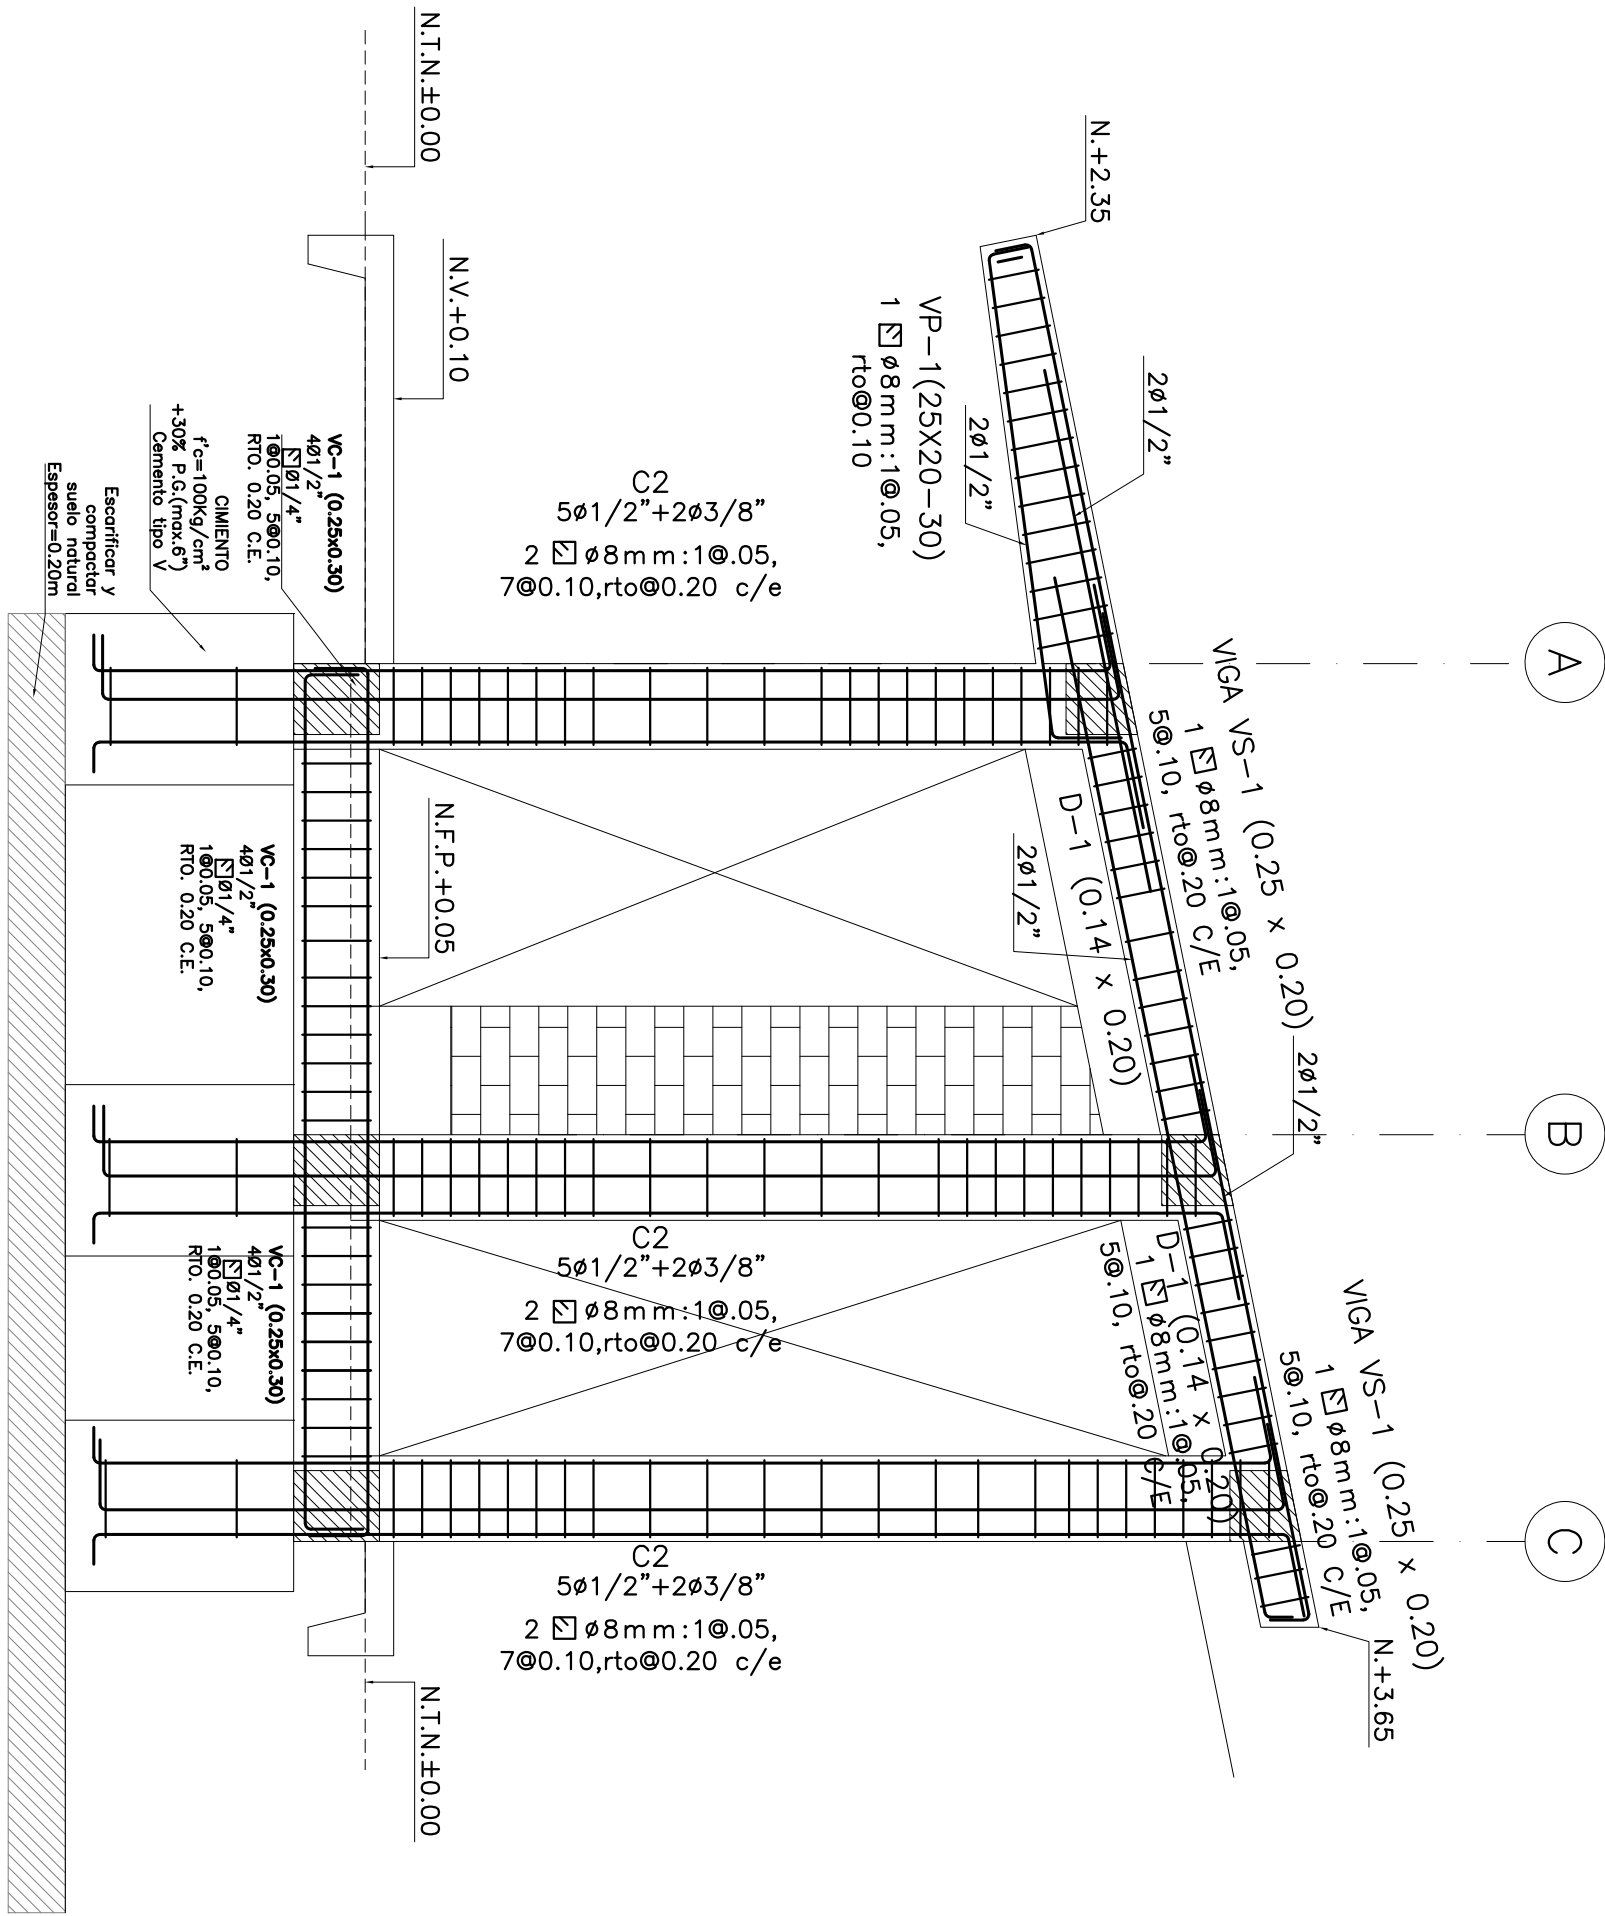 A
B
C
N.T.N.±0.00
N.V.+0.10
N.+2.35
2ø1/2"
2ø1/2"
VP-1(25X20-30)
1 ø8mm:1@.05,
rto@0.10
C2
5ø1/2"+2ø3/8"
2 ø8mm:1@.05,
7@0.10,rto@0.20 c/e
VC-1 (0.25x0.30)
4Ø1/2"
Ø1/4"
1@0.05, 5@0.10,
RTO. 0.20 C.E.
CIMIENTO
f'c=100Kg/cm²
+30% P.G.(max.6")
Cemento tipo V
Escarificar y
compactar
suelo natural
Espesor=0.20m
VIGA VS-1 (0.25 x 0.20)
1 ø8mm:1@.05,
5@.10, rto@.20 C/E
D-1 (0.14 x 0.20)
2ø1/2"
2ø1/2"
N.F.P.+0.05
VC-1 (0.25x0.30)
4Ø1/2"
Ø1/4"
1@0.05, 5@0.10,
RTO. 0.20 C.E.
C2
5ø1/2"+2ø3/8"
2 ø8mm:1@.05,
7@0.10,rto@0.20 c/e
VIGA VS-1 (0.25 x 0.20)
1 ø8mm:1@.05,
5@.10, rto@.20 C/E
D-1 (0.14 x 0.20)
1 ø8mm:1@.05,
5@.10, rto@.20 C/E
VC-1 (0.25x0.30)
4Ø1/2"
Ø1/4"
1@0.05, 5@0.10,
RTO. 0.20 C.E.
C2
5ø1/2"+2ø3/8"
2 ø8mm:1@.05,
7@0.10,rto@0.20 c/e
N.+3.65
N.T.N.±0.00